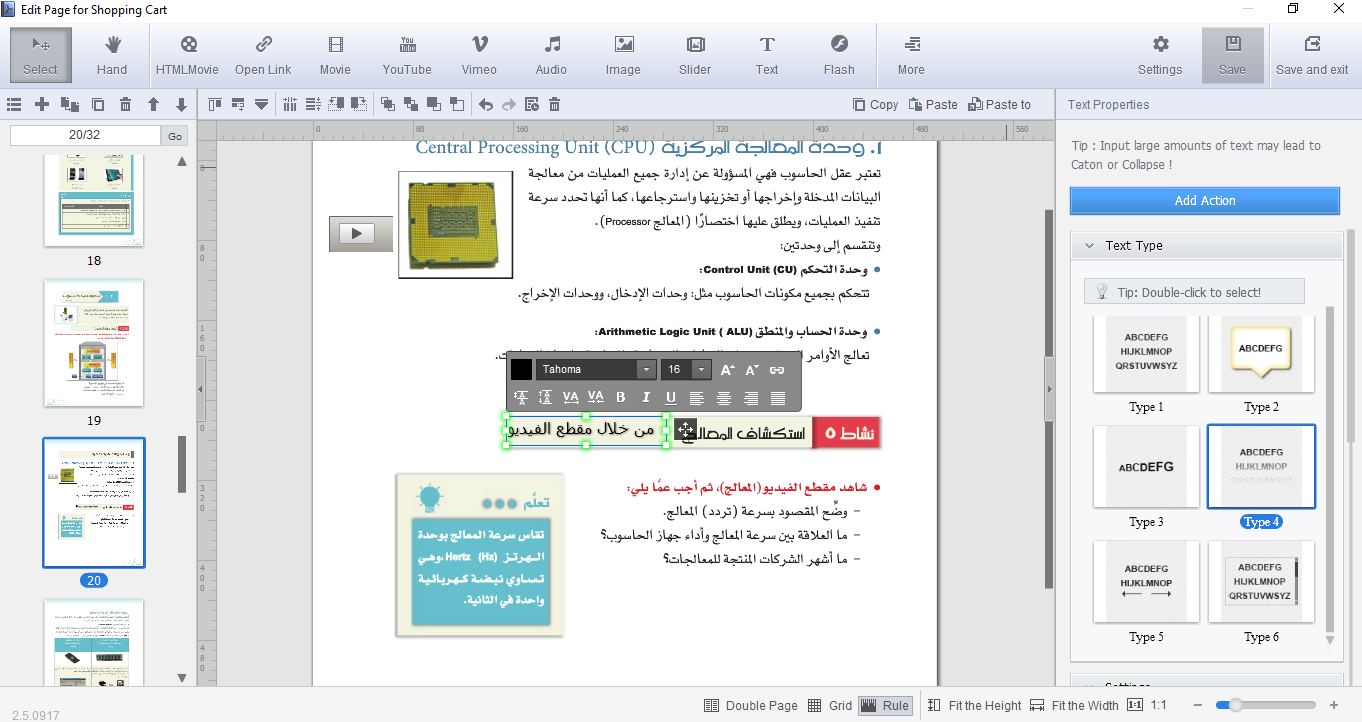 Edit Page for Shopping Cart
Select
Hand
HTMLMovie
Open Link
Movie
YouTube
Vimeo
Audio
Image
Slider
Text
Flash
More
Settings
Save
Save and exit
Copy
Paste
Paste to
Text Properties
20/32
Go
18
19
20
0 80 160 240 320 400 480 560
80
160
0
320
400
480
١. وحدة المعالجة المركزية Central Processing Unit (CPU)
تعتبر عقل الحاسوب فهي المسؤولة عن إدارة جميع العمليات من معالجة
البيانات المدخلة وإخراجها أو تخزينها واسترجاعها، كما أنها تحدد سرعة
تنفيذ العمليات، ويطلق عليها اختصارًا (المعالج Processor).
وتنقسم إلى وحدتين:
• وحدة التحكم Control Unit (CU):
تتحكم بجميع مكونات الحاسوب مثل: وحدات الإدخال، ووحدات الإخراج.
• وحدة الحساب والمنطق Arithmetic Logic Unit ( ALU):
تعالج الأوامر
Tahoma
16
B I U
نشاط ٥
استكشاف المعالج
من خلال مقطع الفيديو
• شاهد مقطع الفيديو (المعالج)، ثم أجب عمَّا يلي:
– وضِّح المقصود بسرعة (تردد) المعالج.
– ما العلاقة بين سرعة المعالج وأداء جهاز الحاسوب؟
– ما أشهر الشركات المنتجة للمعالجات؟
تعلَّم
تقاس سرعة المعالج بوحدة
الهرتز Hertz (Hz)، وهي
تساوي نبضة كهربائية
واحدة في الثانية.
Tip : Input large amounts of text may lead to
Caton or Collapse !
Add Action
Text Type
Tip: Double-click to select!
ABCDEFG
HIJKLMNOP
QRSTUVWSYZ
Type 1
ABCDEFG
Type 2
ABCDEFG
Type 3
ABCDEFG
HIJKLMNOP
Type 4
ABCDEFG
HIJKLMNOP
Type 5
ABCDEFG
HIJKLMNOP
QRSTUVWSYZ
Type 6
Settings
2.5.0917
Double Page
Grid
Rule
Fit the Height
Fit the Width
1:1